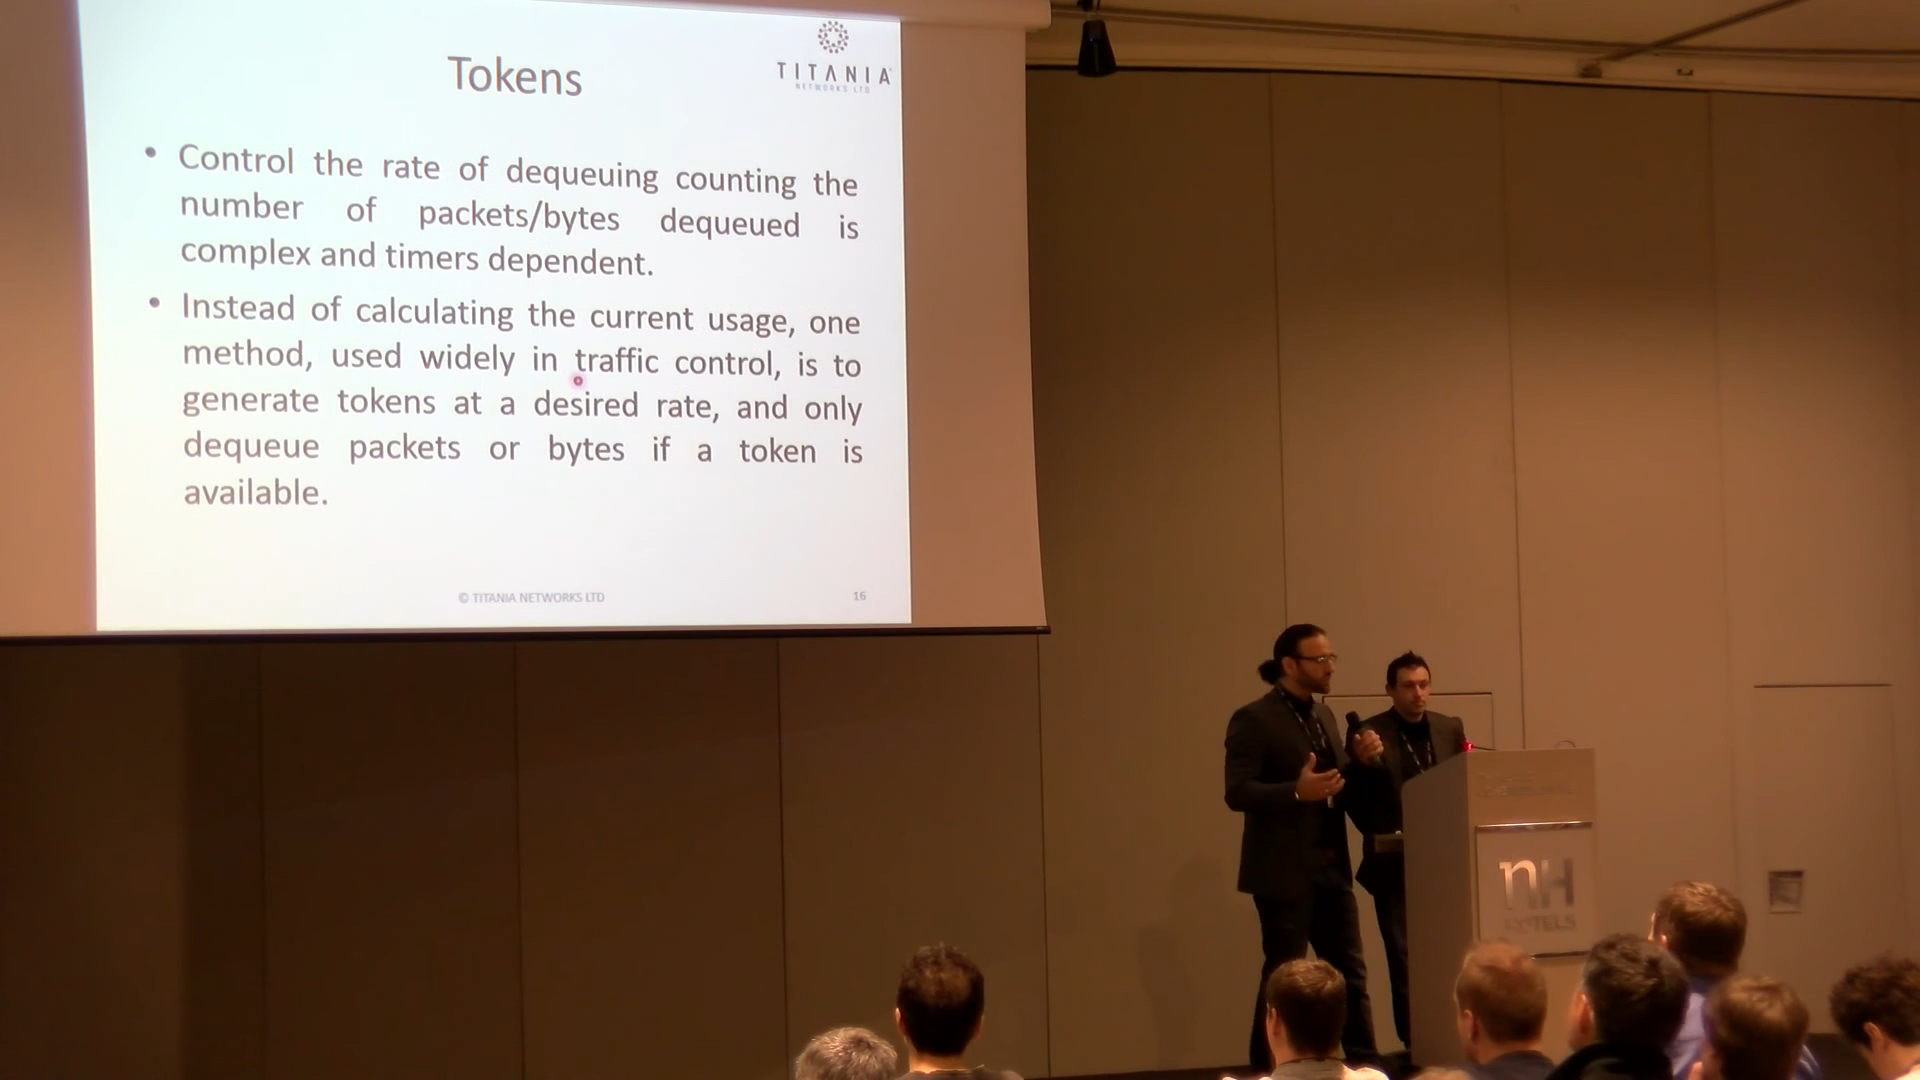 Tokens
TITANIA
NETWORKS LTD
• Control the rate of dequeuing counting the
number of packets/bytes dequeued is
complex and timers dependent.
• Instead of calculating the current usage, one
method, used widely in traffic control, is to
generate tokens at a desired rate, and only
dequeue packets or bytes if a token is
available.
© TITANIA NETWORKS LTD
16
nH
HOTELS